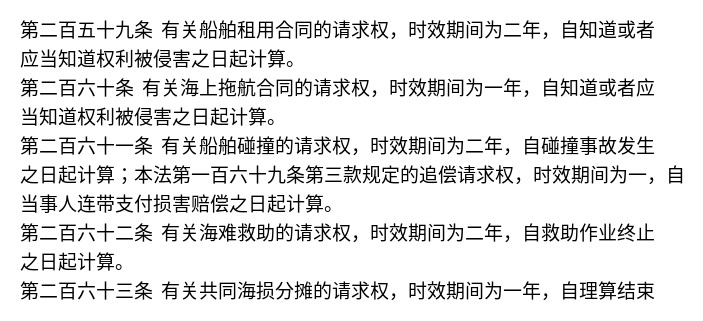 第二百五十九条 有关船舶租用合同的请求权，时效期间为二年，自知道或者
应当知道权利被侵害之日起计算。
第二百六十条 有关海上拖航合同的请求权，时效期间为一年，自知道或者应
当知道权利被侵害之日起计算。
第二百六十一条 有关船舶碰撞的请求权，时效期间为二年，自碰撞事故发生
之日起计算；本法第一百六十九条第三款规定的追偿请求权，时效期间为一，自
当事人连带支付损害赔偿之日起计算。
第二百六十二条 有关海难救助的请求权，时效期间为二年，自救助作业终止
之日起计算。
第二百六十三条 有关共同海损分摊的请求权，时效期间为一年，自理算结束